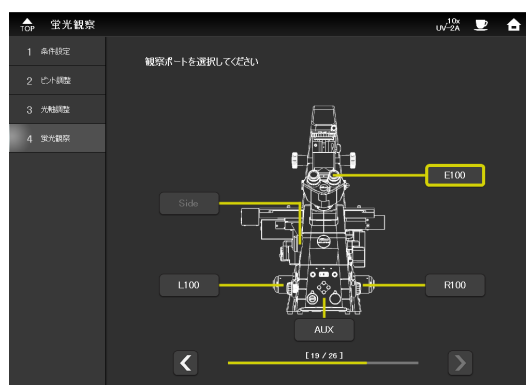 TOP 蛍光観察
10x
UV-2A
1 条件設定
2 ピント調整
3 光軸調整
4 蛍光観察
観察ポートを選択してください
E100
Side
L100
R100
AUX
[ 19 / 26 ]